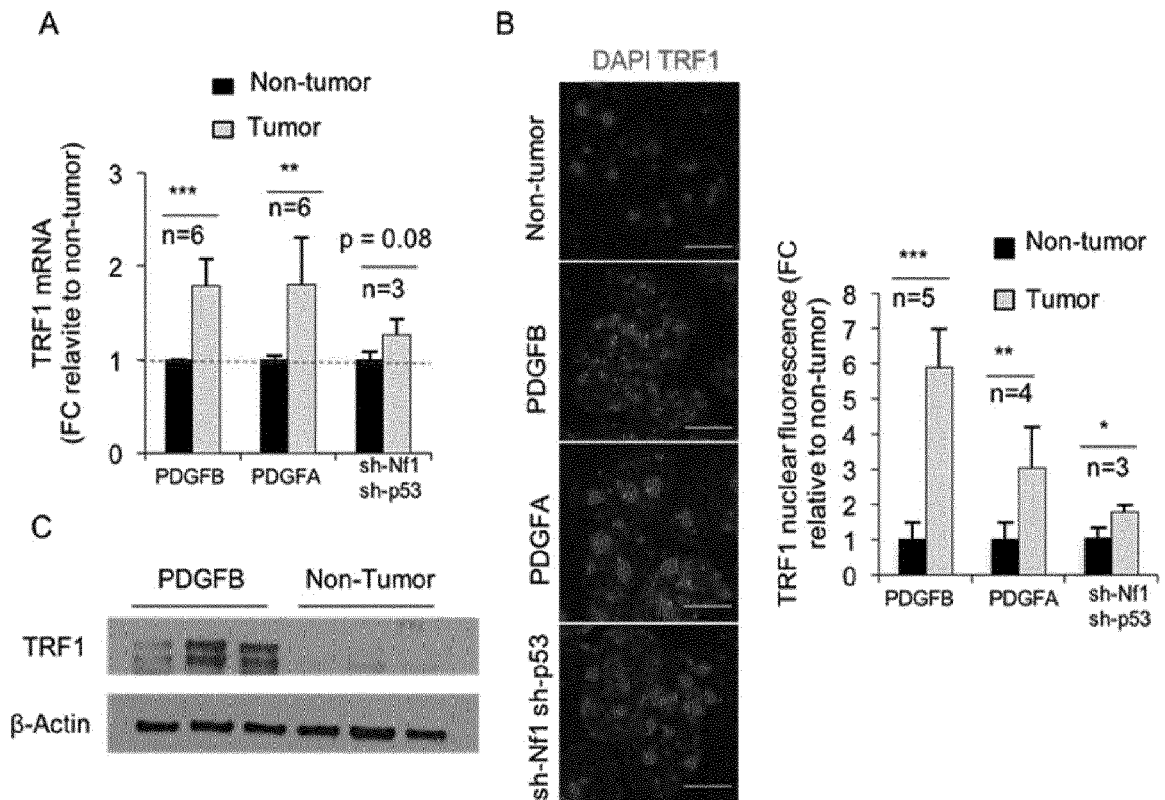 A
Non-tumor
Tumor
TRF1 mRNA
(FC relavite to non-tumor)
3
2
1
0
***
n=6
**
n=6
p = 0.08
n=3
PDGFB
PDGFA
sh-Nf1
sh-p53
B
DAPI TRF1
Non-tumor
PDGFB
PDGFA
sh-Nf1 sh-p53
Non-tumor
Tumor
TRF1 nuclear fluorescence (FC
relative to non-tumor)
8
7
6
5
4
3
2
1
0
***
n=5
**
n=4
*
n=3
PDGFB
PDGFA
sh-Nf1
sh-p53
C
PDGFB
Non-Tumor
TRF1
β-Actin